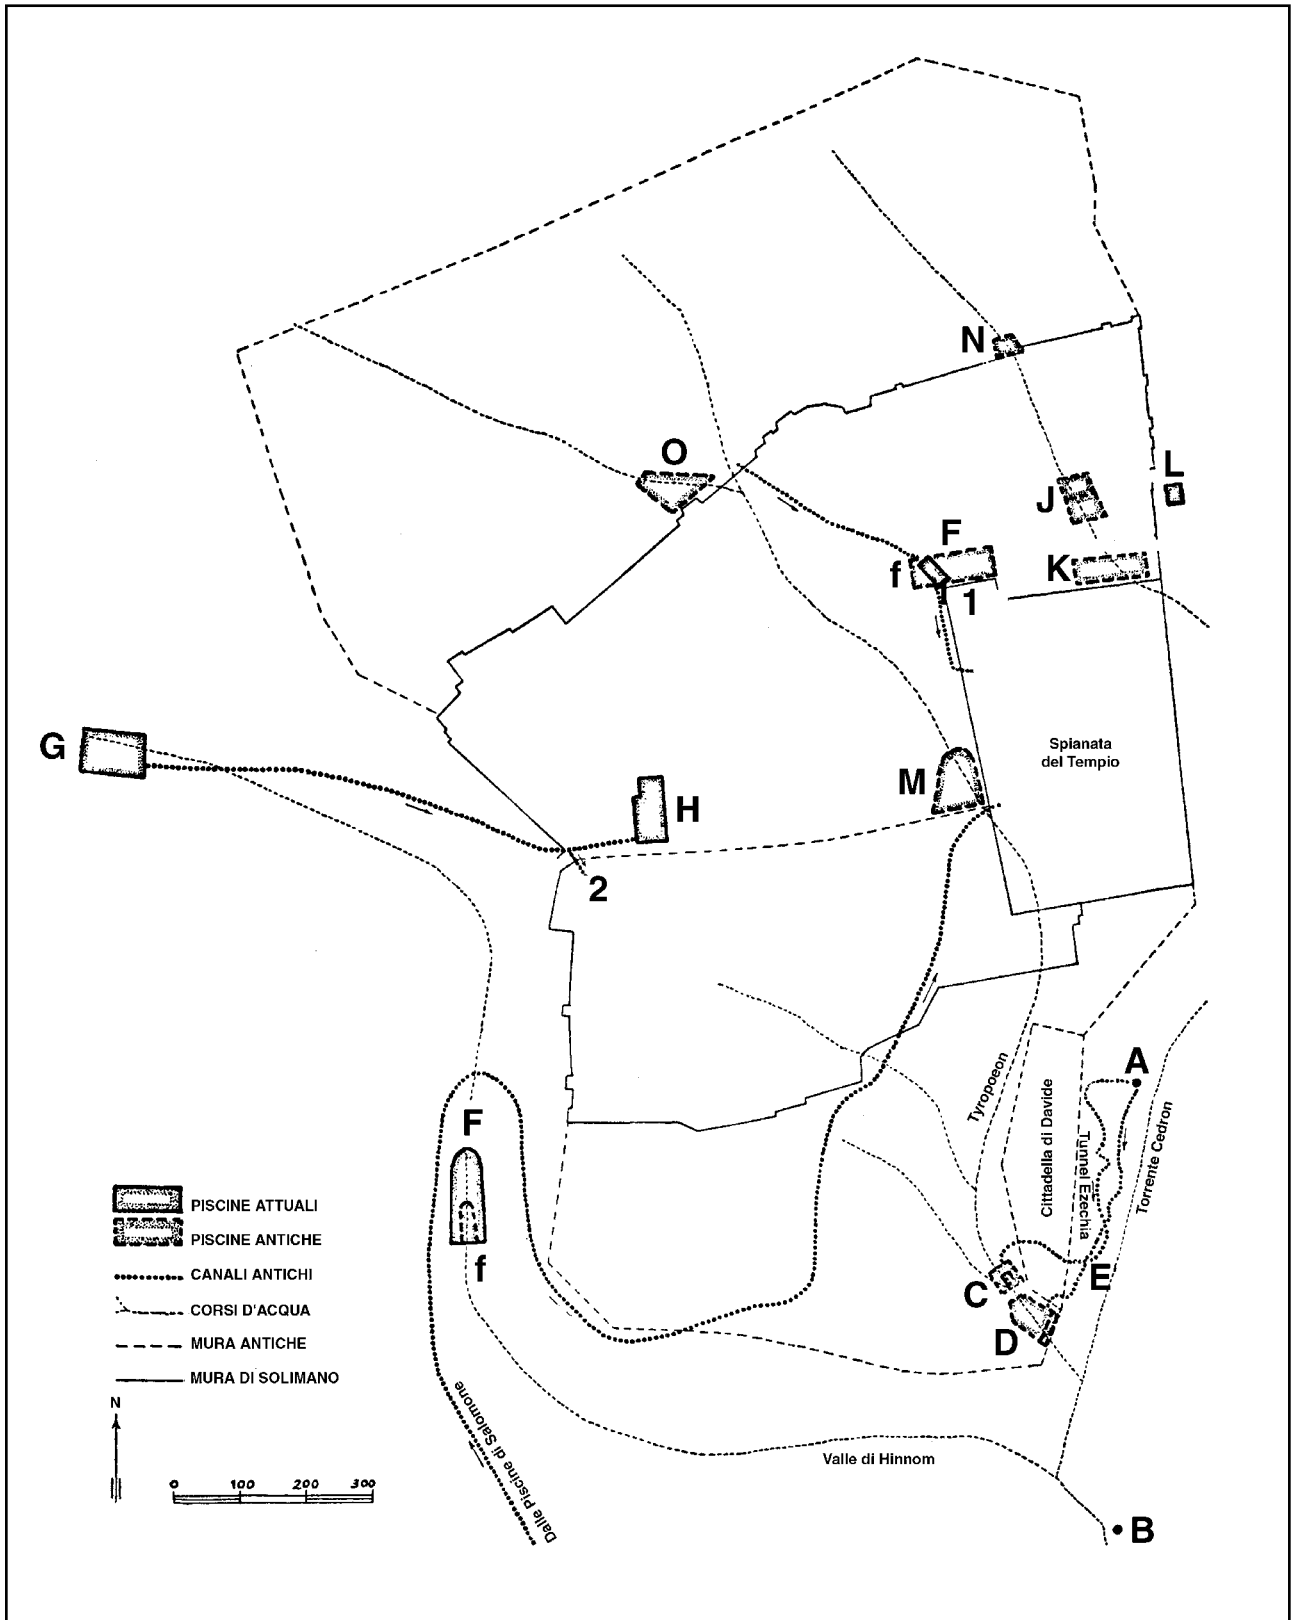 N
O
L
J
F
f
K
1
Spianata
del Tempio
G
M
H
2
A
Tyropoeon
Cittadella di Davide
Tunnel Ezechia
Torrente Cedron
F
f
E
C
D
PISCINE ATTUALI
PISCINE ANTICHE
CANALI ANTICHI
CORSI D'ACQUA
MURA ANTICHE
MURA DI SOLIMANO
N
0 100 200 300
Dalle Piscine di Salomone
Valle di Hinnom
B